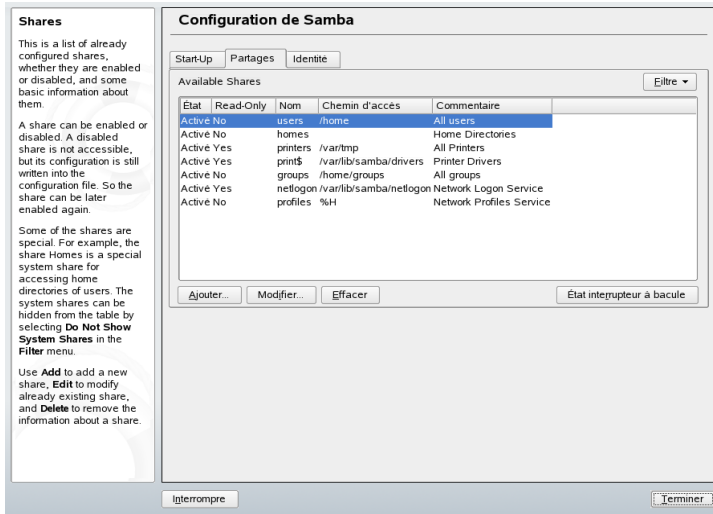 Shares
This is a list of already
configured shares,
whether they are enabled
or disabled, and some
basic information about
them.
A share can be enabled or
disabled. A disabled
share is not accessible,
but its configuration is still
written into the
configuration file. So the
share can be later
enabled again.
Some of the shares are
special. For example, the
share Homes is a special
system share for
accessing home
directories of users. The
system shares can be
hidden from the table by
selecting Do Not Show
System Shares in the
Filter menu.
Use Add to add a new
share, Edit to modify
already existing share,
and Delete to remove the
information about a share.
Configuration de Samba
Start-Up Partages Identité
Available Shares Filtre
État Read-Only Nom Chemin d'accès Commentaire
Activé No users /home All users
Activé No homes Home Directories
Activé Yes printers /var/tmp All Printers
Activé Yes print$ /var/lib/samba/drivers Printer Drivers
Activé No groups /home/groups All groups
Activé Yes netlogon /var/lib/samba/netlogon Network Logon Service
Activé No profiles %H Network Profiles Service
Ajouter... Modifier... Effacer État interrupteur à bacule
Interrompre Terminer